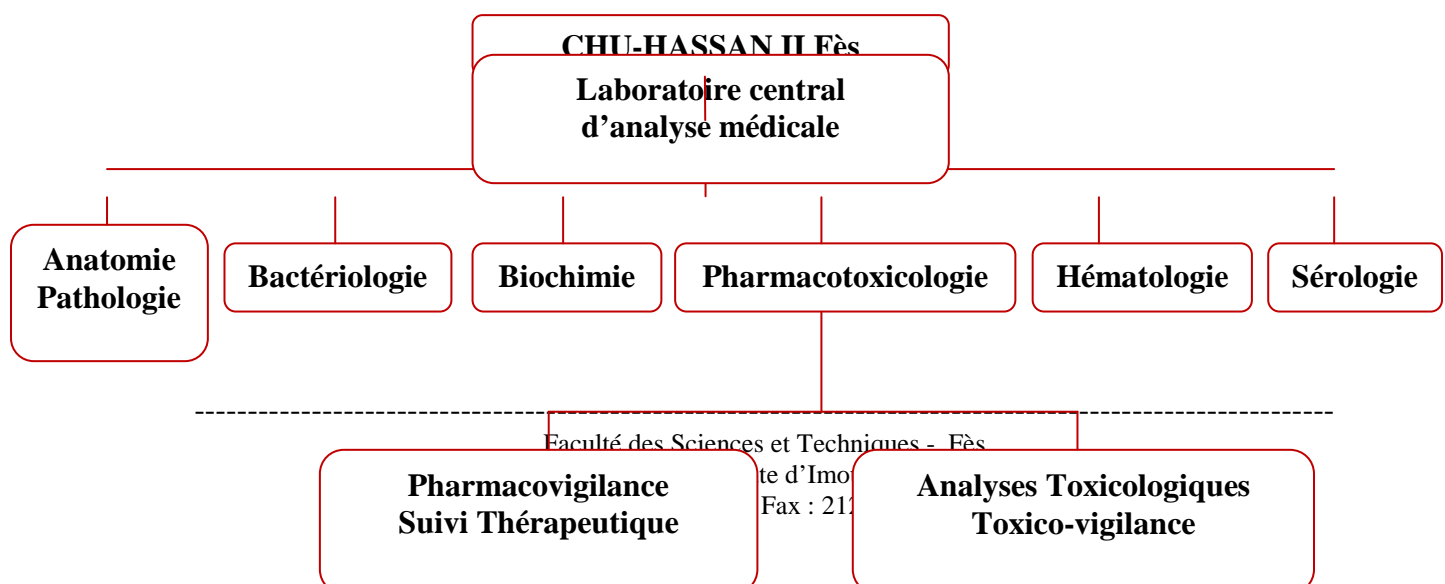 CHU-HASSAN II Fès
Laboratoire central
d’analyse médicale
Anatomie
Pathologie
Bactériologie
Biochimie
Pharmacotoxicologie
Hématologie
Sérologie
Faculté des Sciences et Techniques - Fès
Pharmacovigilance
Suivi Thérapeutique
Fax :
Analyses Toxicologiques
Toxico-vigilance